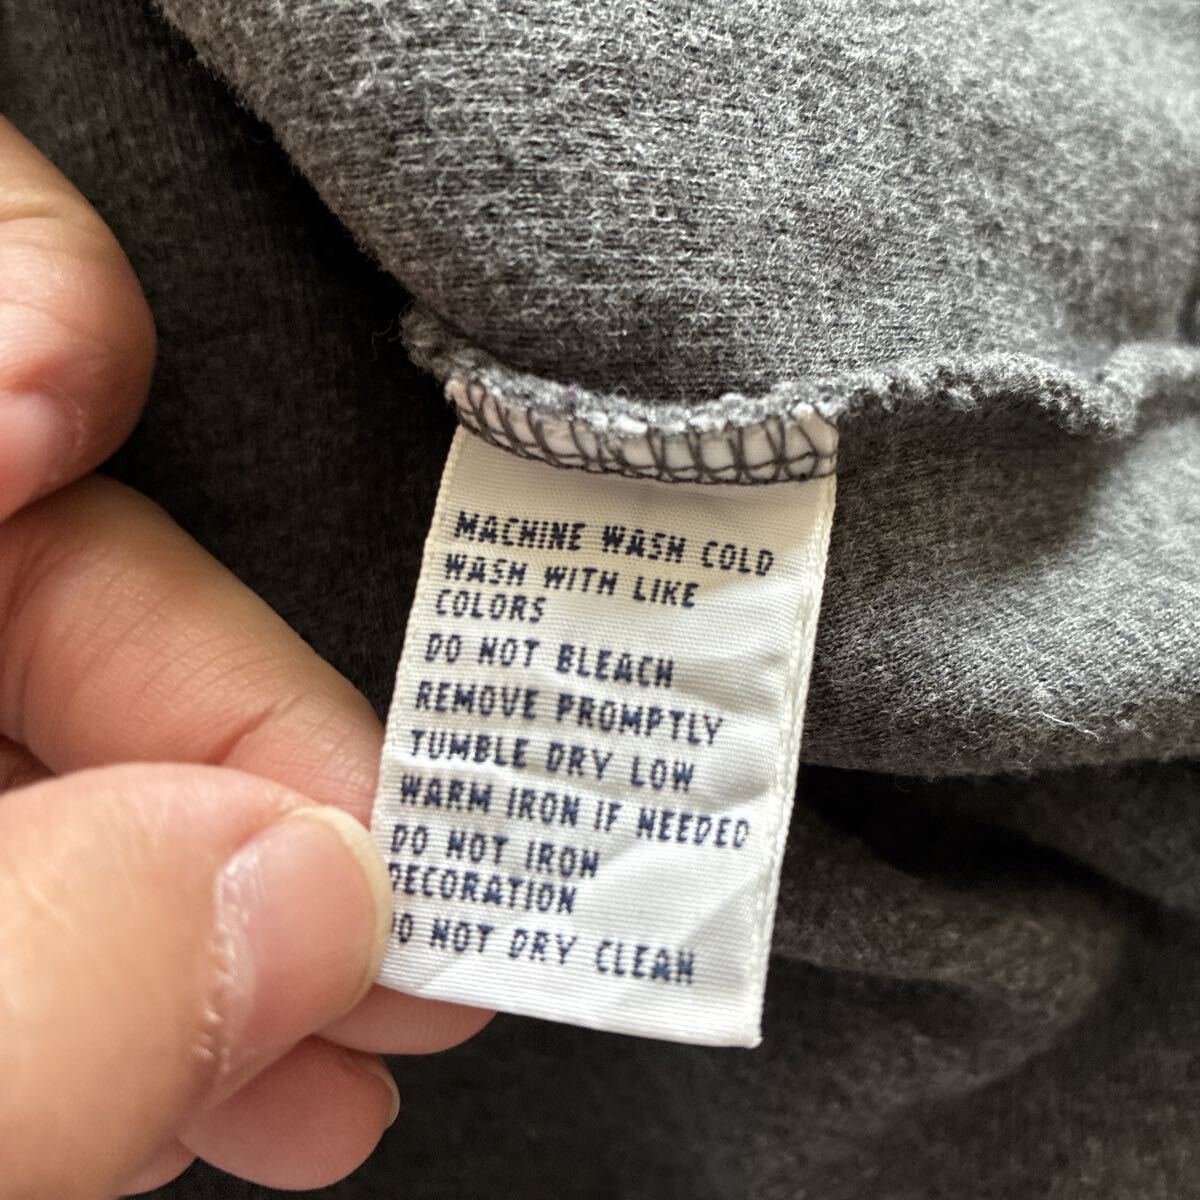 MACHINE WASH COLD
WASH WITH LIKE
COLORS
DO NOT BLEACH
REMOVE PROMPTLY
TUMBLE DRY LOW
WARM IRON IF NEEDED
DO NOT IRON
DECORATION
DO NOT DRY CLEAN